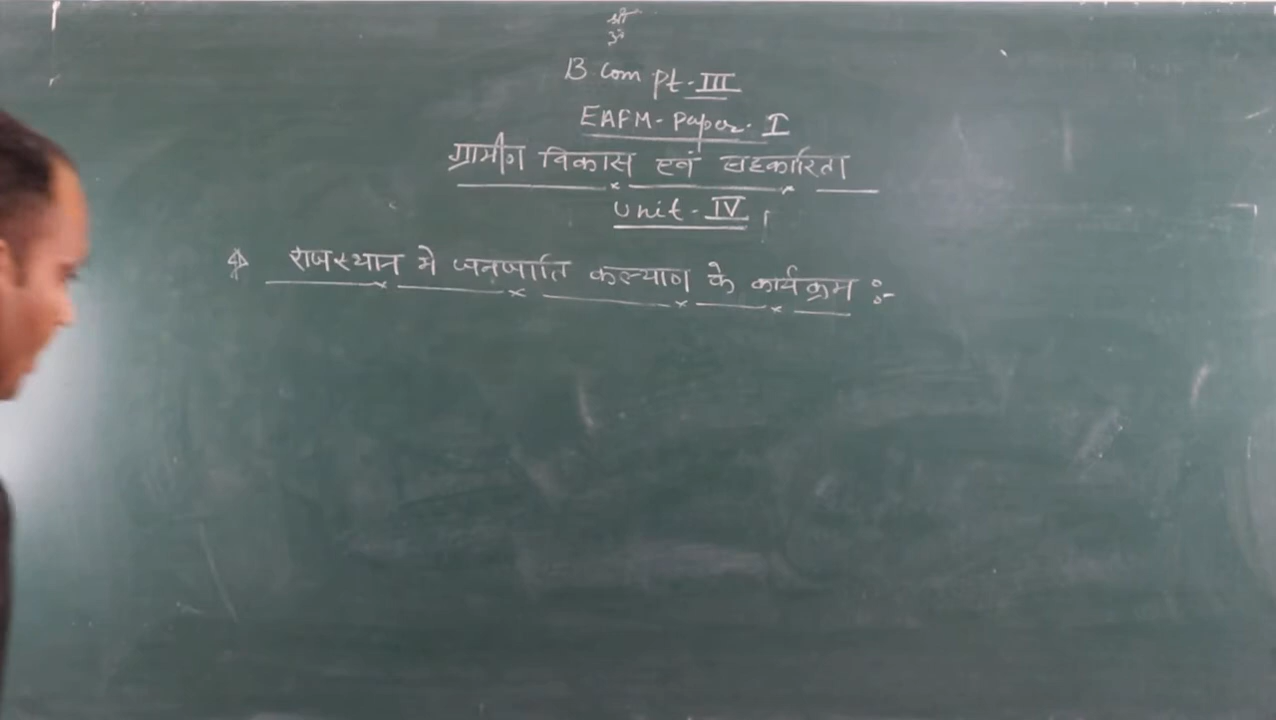 श्री
ॐ
B.Com Pt.-III
EAFM-Paper-I
ग्रामीण विकास एवं सहकारिता
Unit-IV
राजस्थान मे जनजाति कल्याण के कार्यक्रम :-